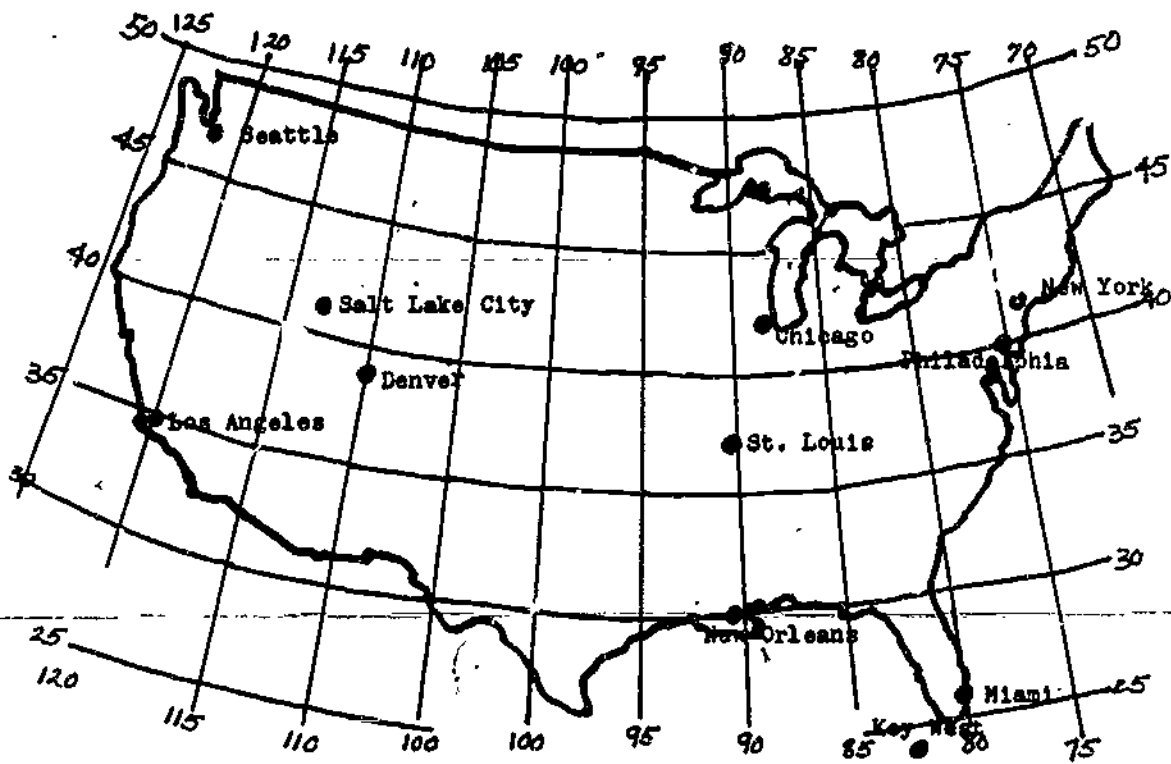 50 125 120 115 110 105 100 95 90 85 80 75 70 50
45 Seattle 45
40 Salt Lake City New York 40
Chicago
Philadelphia
35 Denver
Los Angeles St. Louis 35
30 30
New Orleans
25 Miami 25
120 Key West
115 110 100 100 95 90 85 80 75